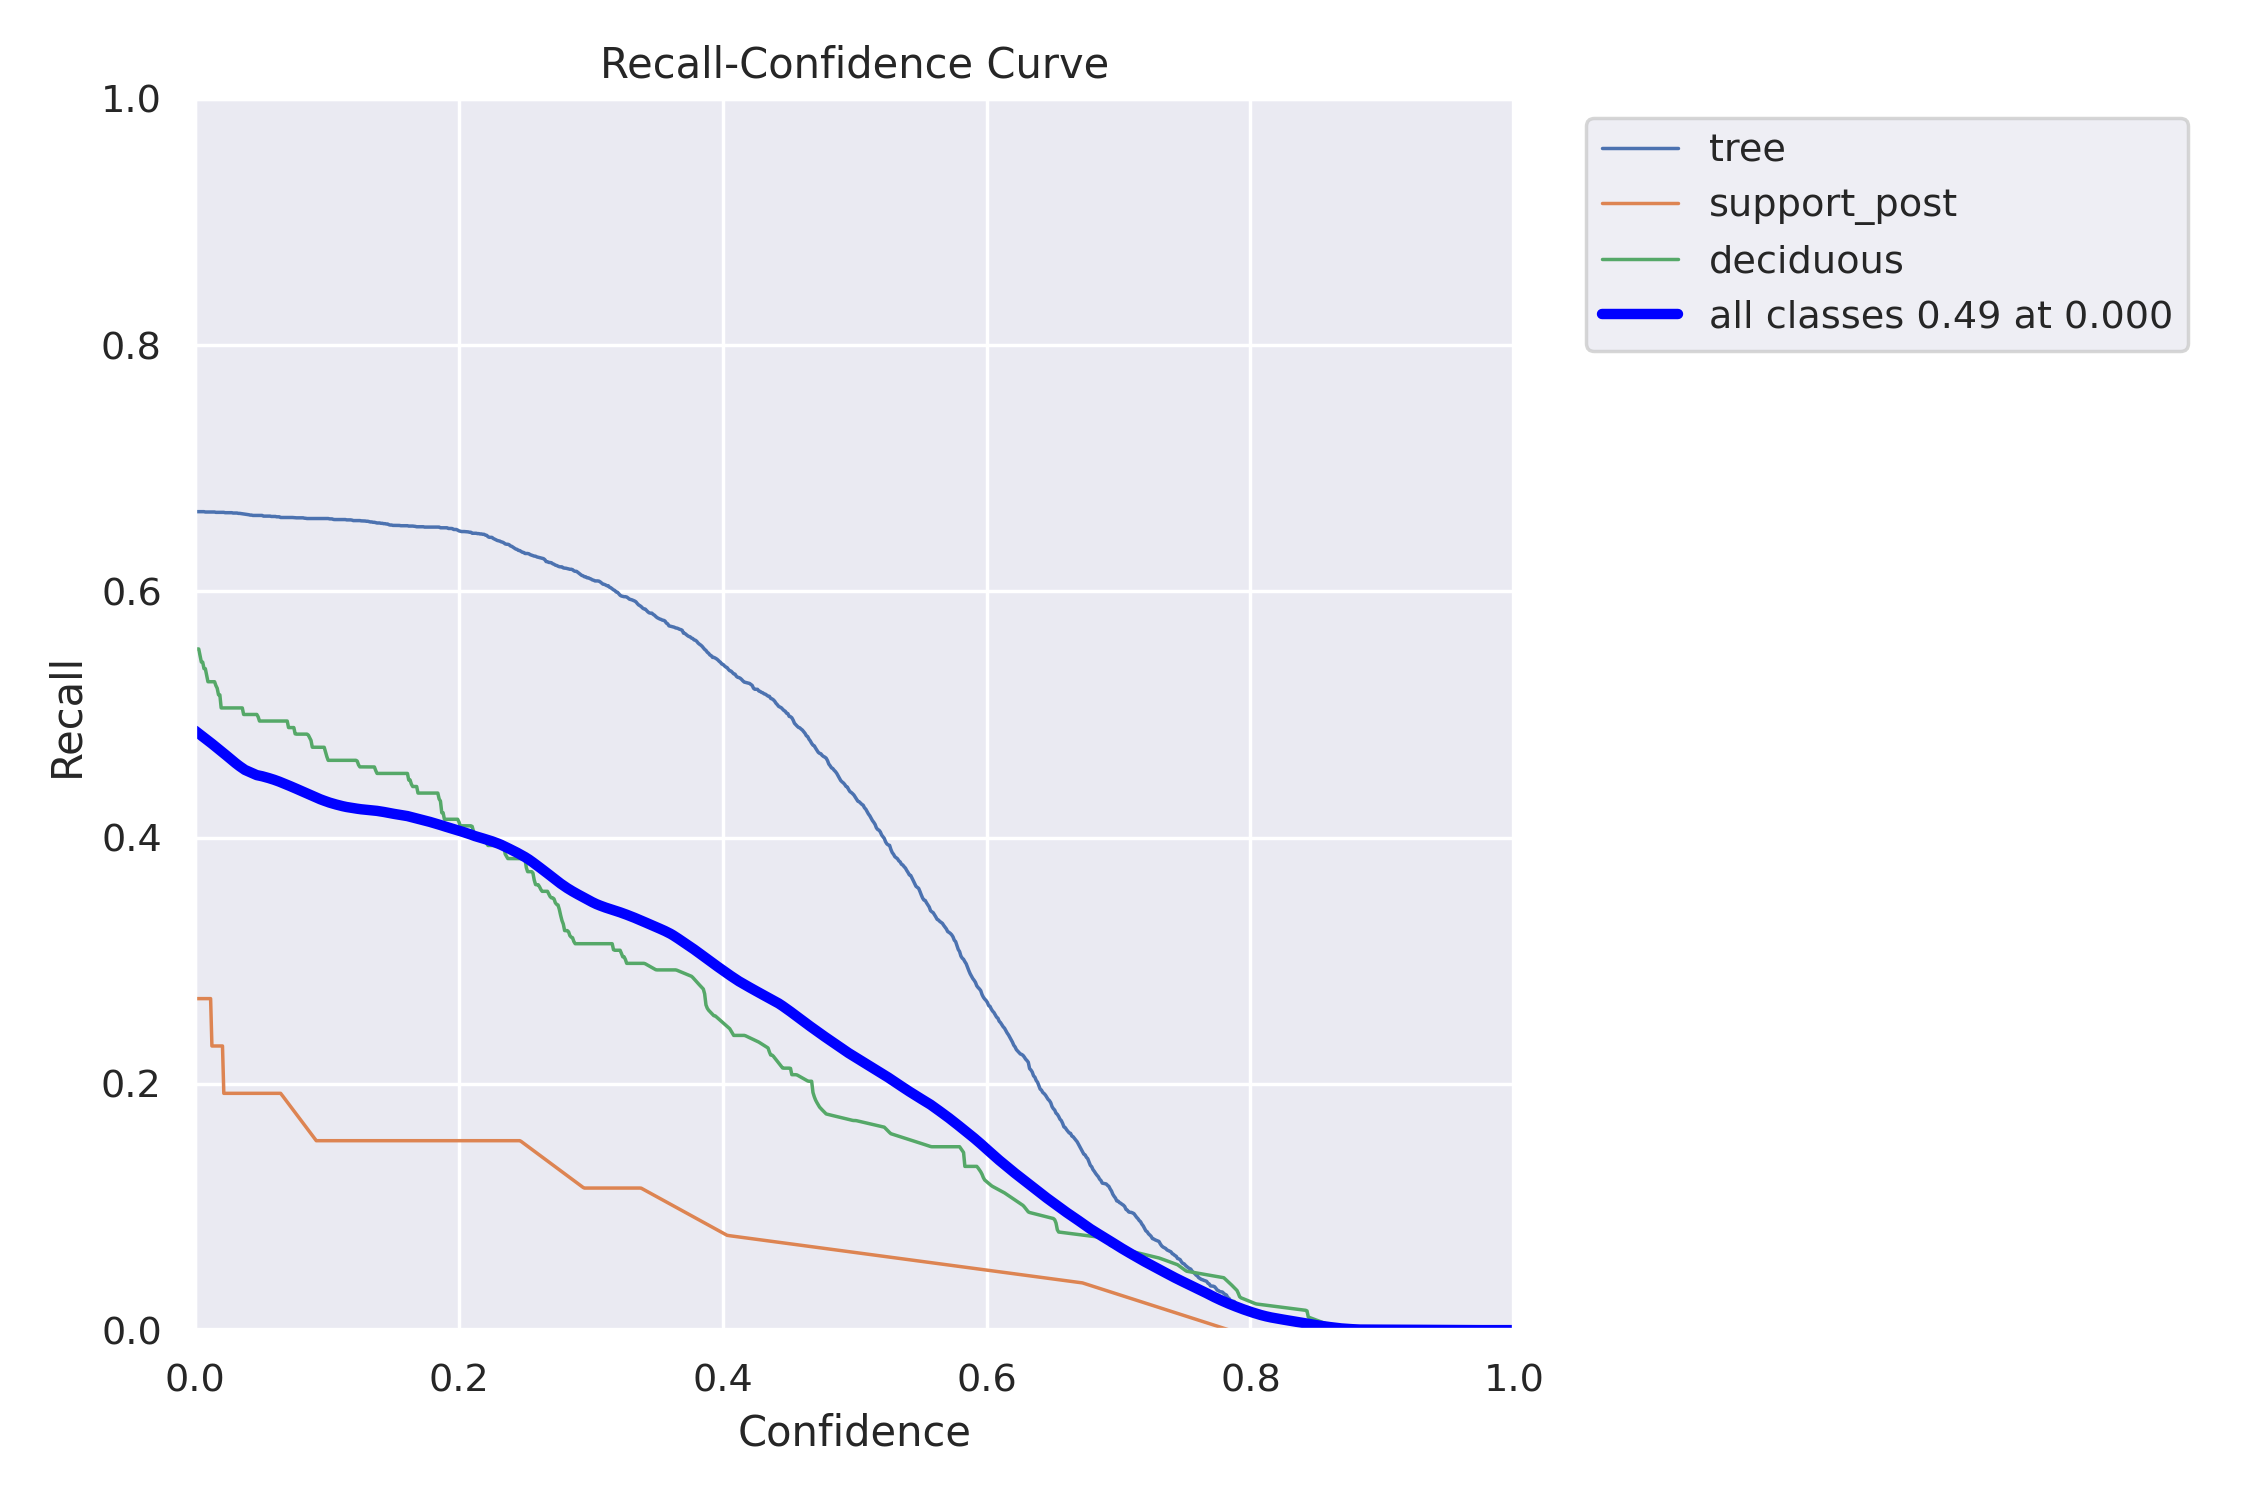 Recall-Confidence Curve
1.0
0.8
0.6
0.4
0.2
0.0
Recall
0.0 0.2 0.4 0.6 0.8 1.0
Confidence
tree
support_post
deciduous
all classes 0.49 at 0.000